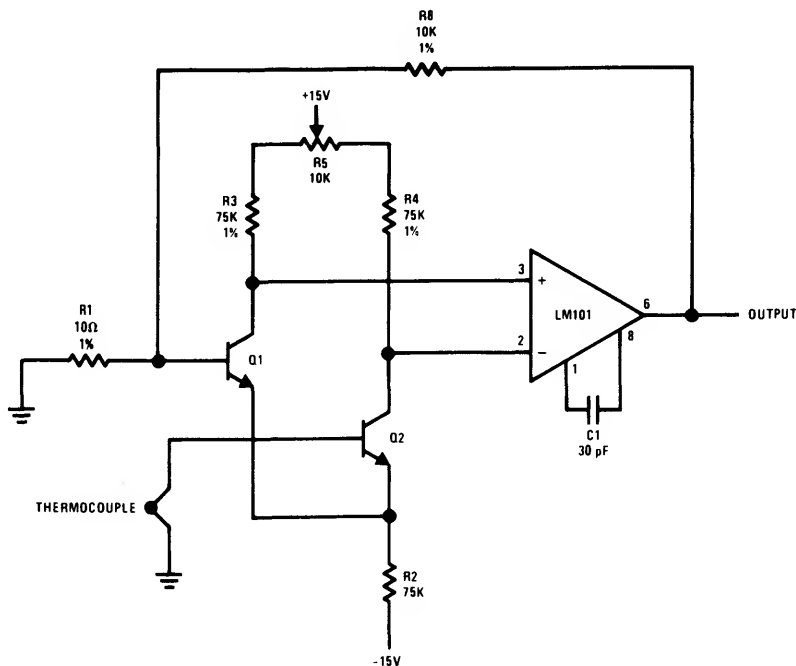 R8
10K
1%
+15V
R5
10K
R3
75K
1%
R4
75K
1%
3
+
LM101
6
OUTPUT
2
−
8
1
R1
10Ω
1%
Q1
C1
30 pF
Q2
THERMOCOUPLE
R2
75K
-15V